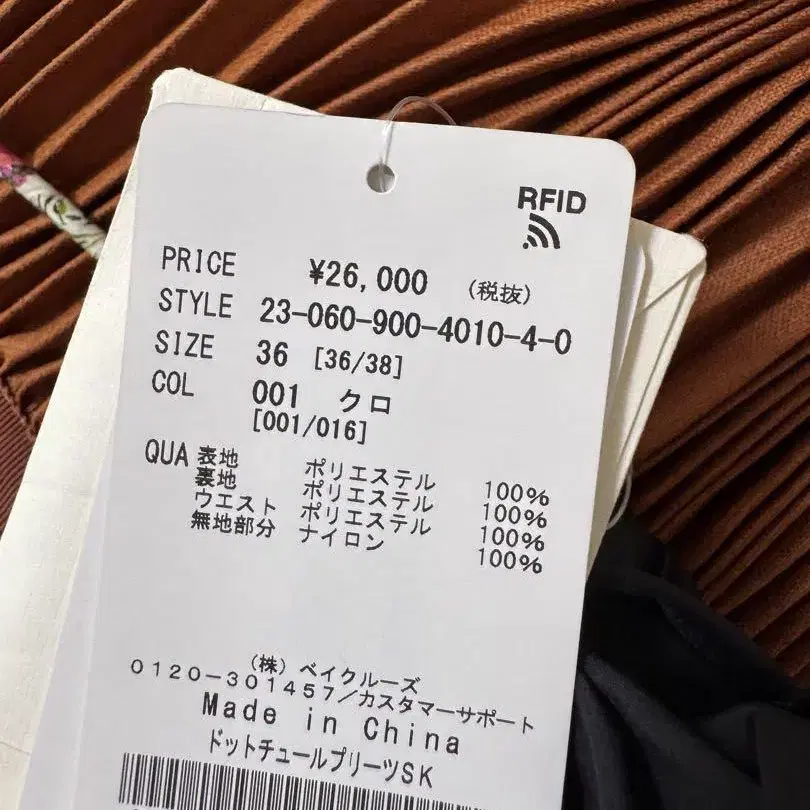 RFID
PRICE ¥26,000 (税抜)
STYLE 23-060-900-4010-4-0
SIZE 36 [36/38]
COL 001 クロ
[001/016]
QUA 表地 ポリエステル 100%
裏地 ポリエステル 100%
ウエスト ポリエステル 100%
無地部分 ナイロン 100%
(株) ベイクルーズ
0120-301457/カスタマーサポート
Made in China
ドットチュールプリーツSK